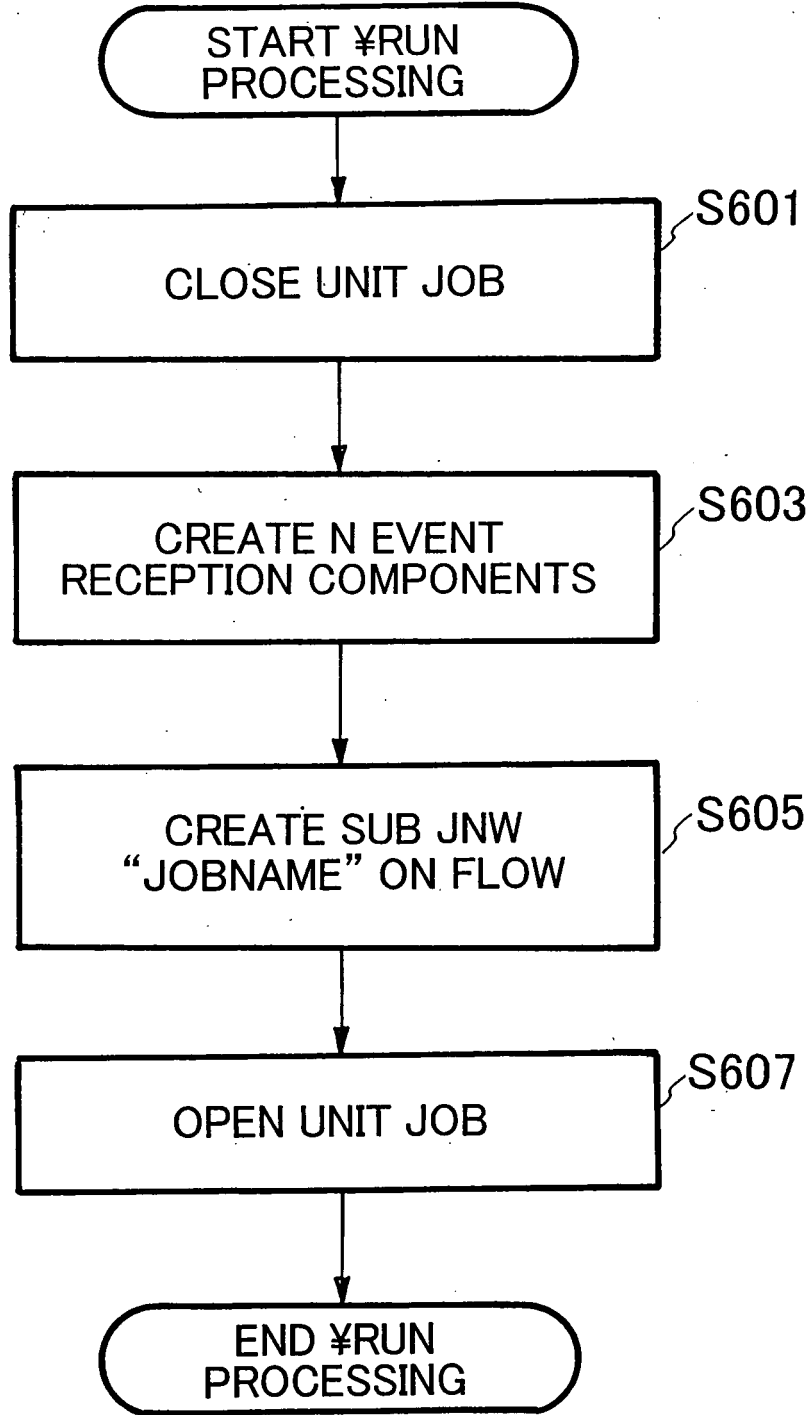 START ¥RUN
PROCESSING
S601
CLOSE UNIT JOB
S603
CREATE N EVENT
RECEPTION COMPONENTS
S605
CREATE SUB JNW
“JOBNAME” ON FLOW
S607
OPEN UNIT JOB
END ¥RUN
PROCESSING